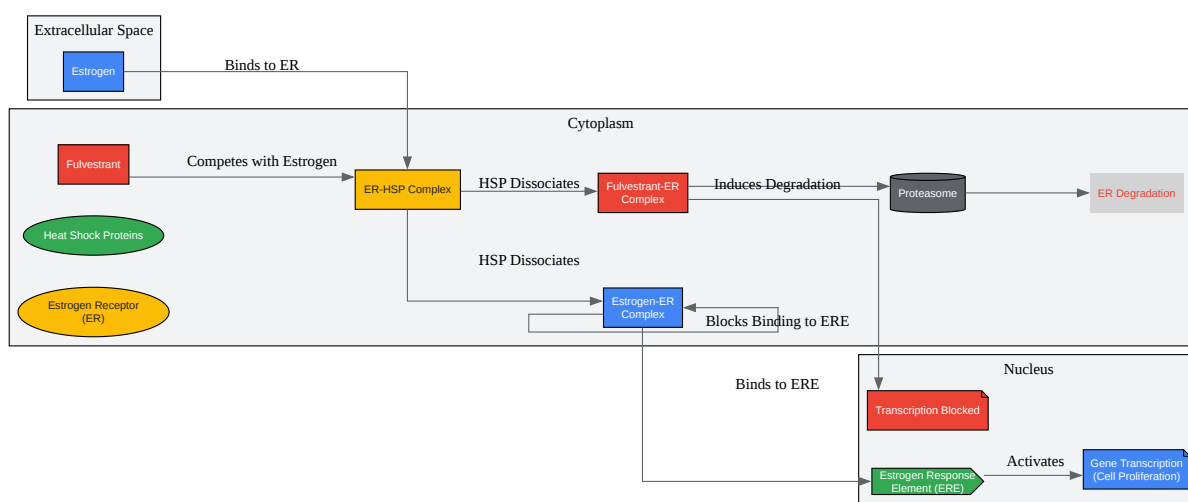 Extracellular Space
Estrogen
Binds to ER
Cytoplasm
Fulvestrant
Competes with Estrogen
ER-HSP Complex
HSP Dissociates
Fulvestrant-ER
Complex
Induces Degradation
Proteasome
ER Degradation
Heat Shock Proteins
HSP Dissociates
Estrogen Receptor
(ER)
Estrogen-ER
Complex
Blocks Binding to ERE
Binds to ERE
Nucleus
Transcription Blocked
Estrogen Response
Element (ERE)
Activates
Gene Transcription
(Cell Proliferation)